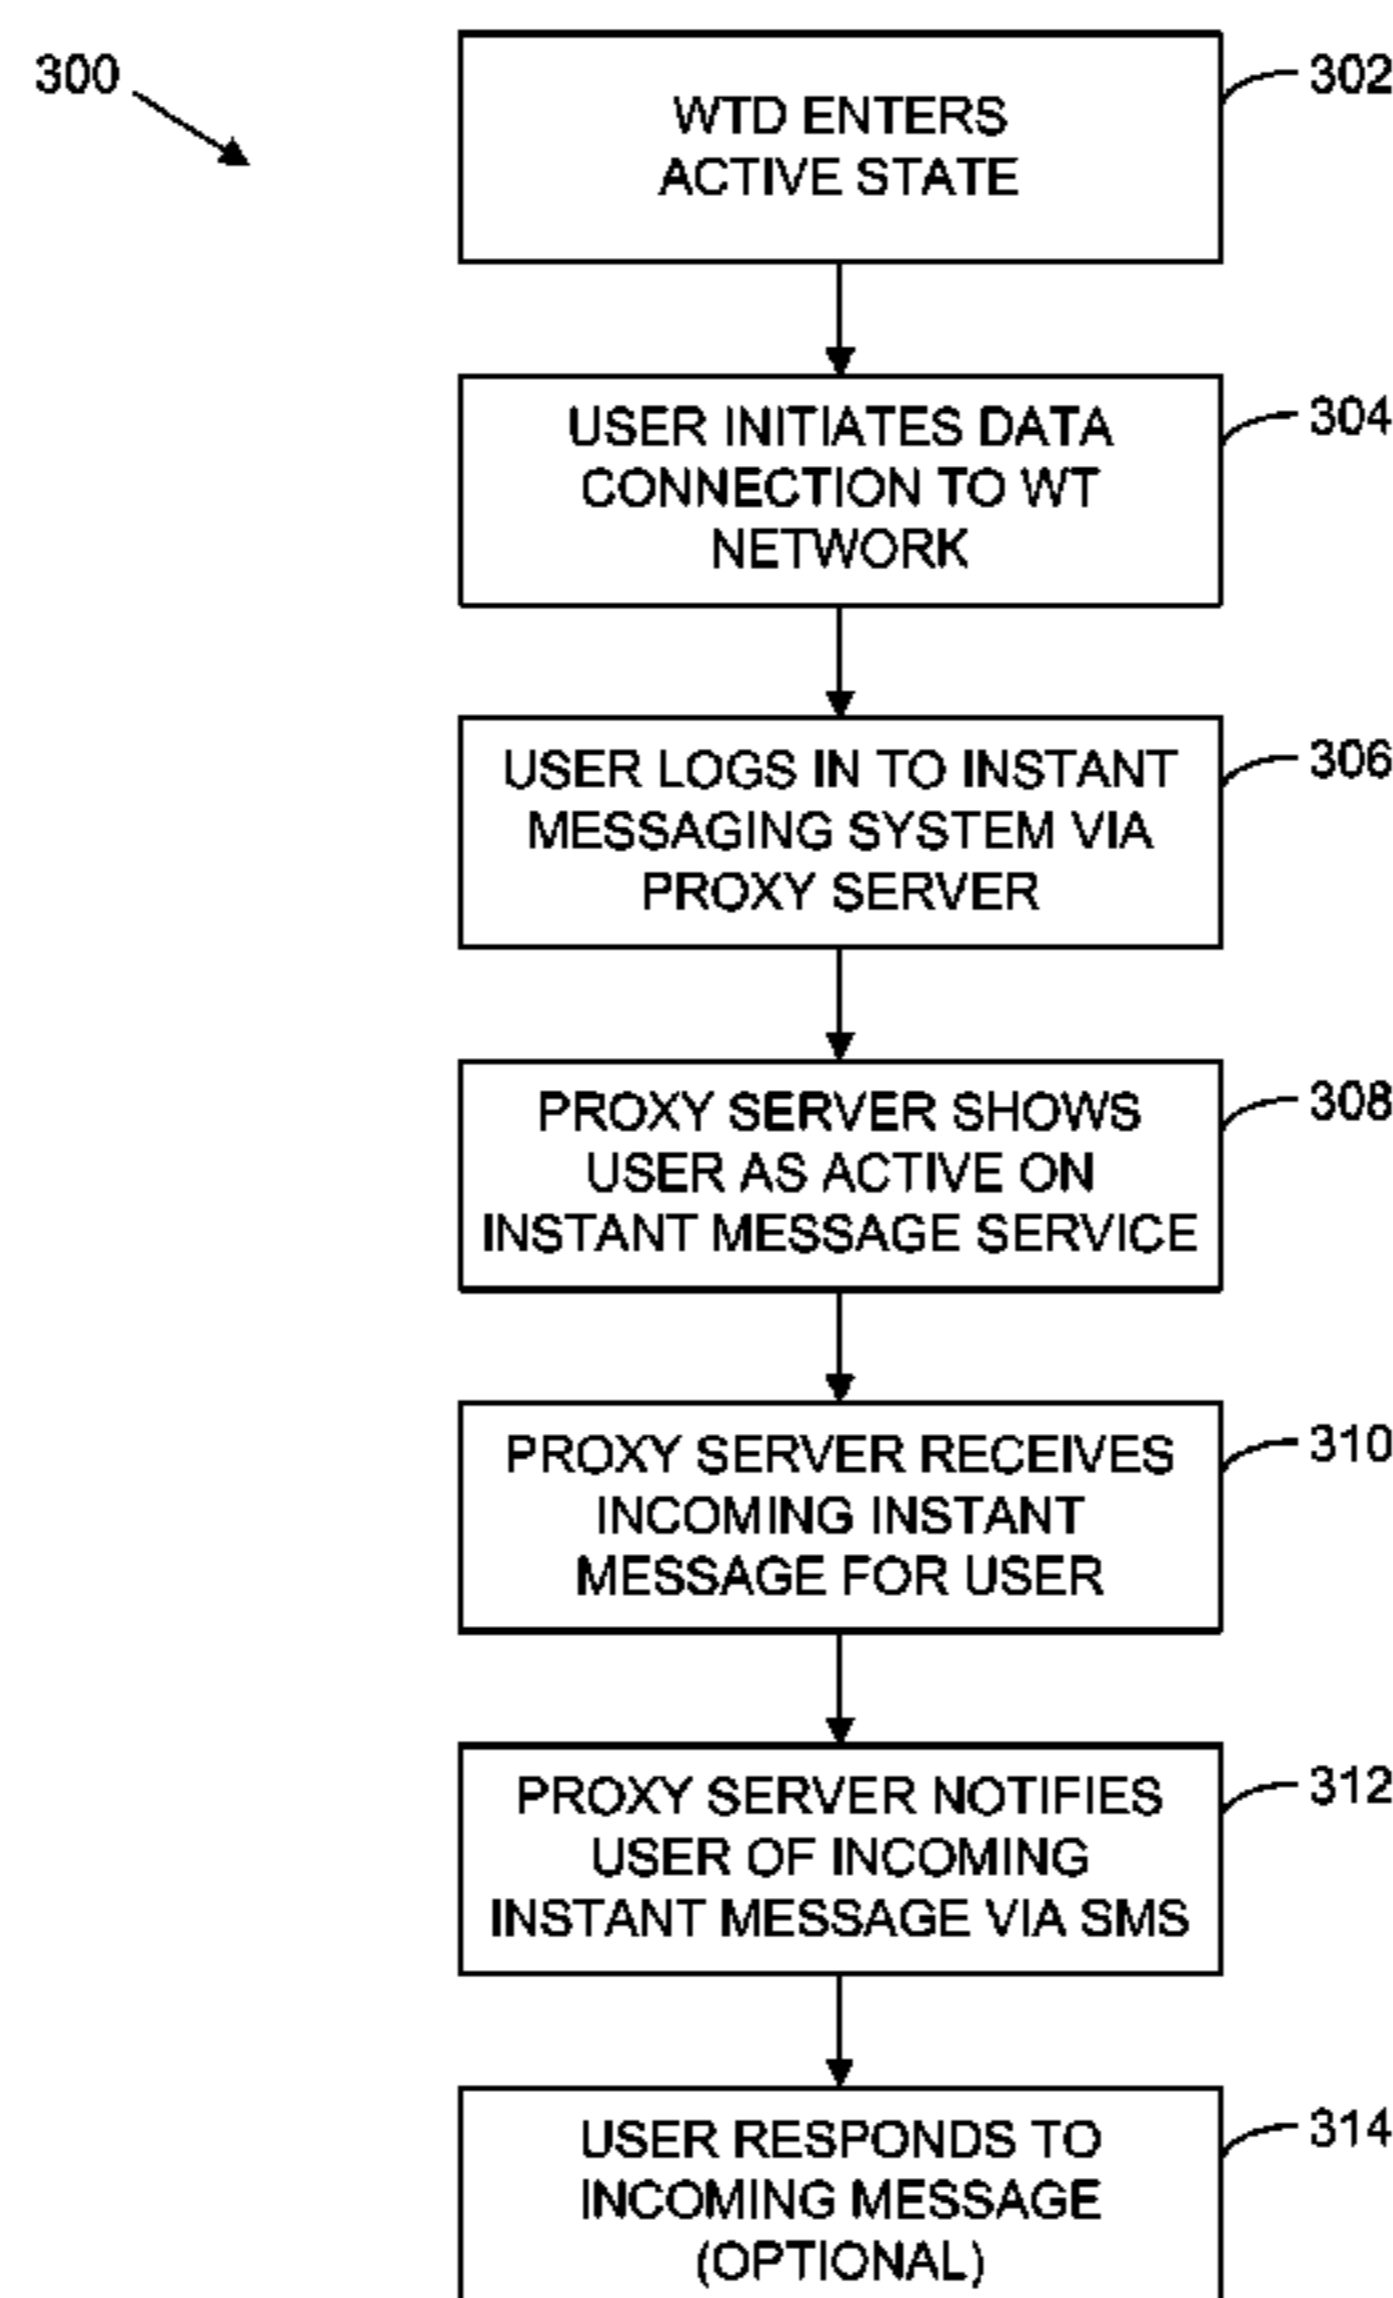 300
302
WTD ENTERS
ACTIVE STATE
304
USER INITIATES DATA
CONNECTION TO WT
NETWORK
306
USER LOGS IN TO INSTANT
MESSAGING SYSTEM VIA
PROXY SERVER
308
PROXY SERVER SHOWS
USER AS ACTIVE ON
INSTANT MESSAGE SERVICE
310
PROXY SERVER RECEIVES
INCOMING INSTANT
MESSAGE FOR USER
312
PROXY SERVER NOTIFIES
USER OF INCOMING
INSTANT MESSAGE VIA SMS
314
USER RESPONDS TO
INCOMING MESSAGE
(OPTIONAL)